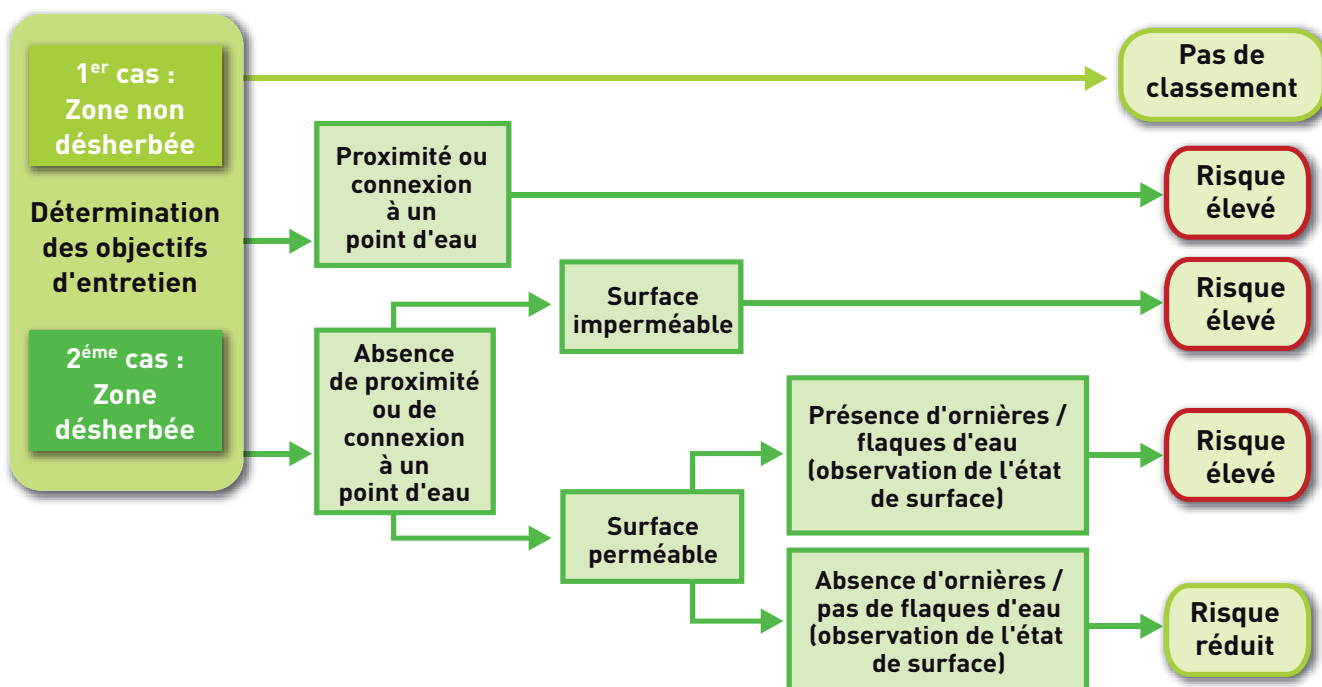 1er cas :
Zone non
désherbée
Détermination
des objectifs
d'entretien
2éme cas :
Zone
désherbée
Pas de
classement
Proximité ou
connexion
à un
point d'eau
Risque
élevé
Absence
de proximité
ou de
connexion
à un
point d'eau
Surface
imperméable
Risque
élevé
Surface
perméable
Présence d'ornières /
flaques d'eau
(observation de l'état
de surface)
Risque
élevé
Absence d'ornières /
pas de flaques d'eau
(observation de l'état
de surface)
Risque
réduit